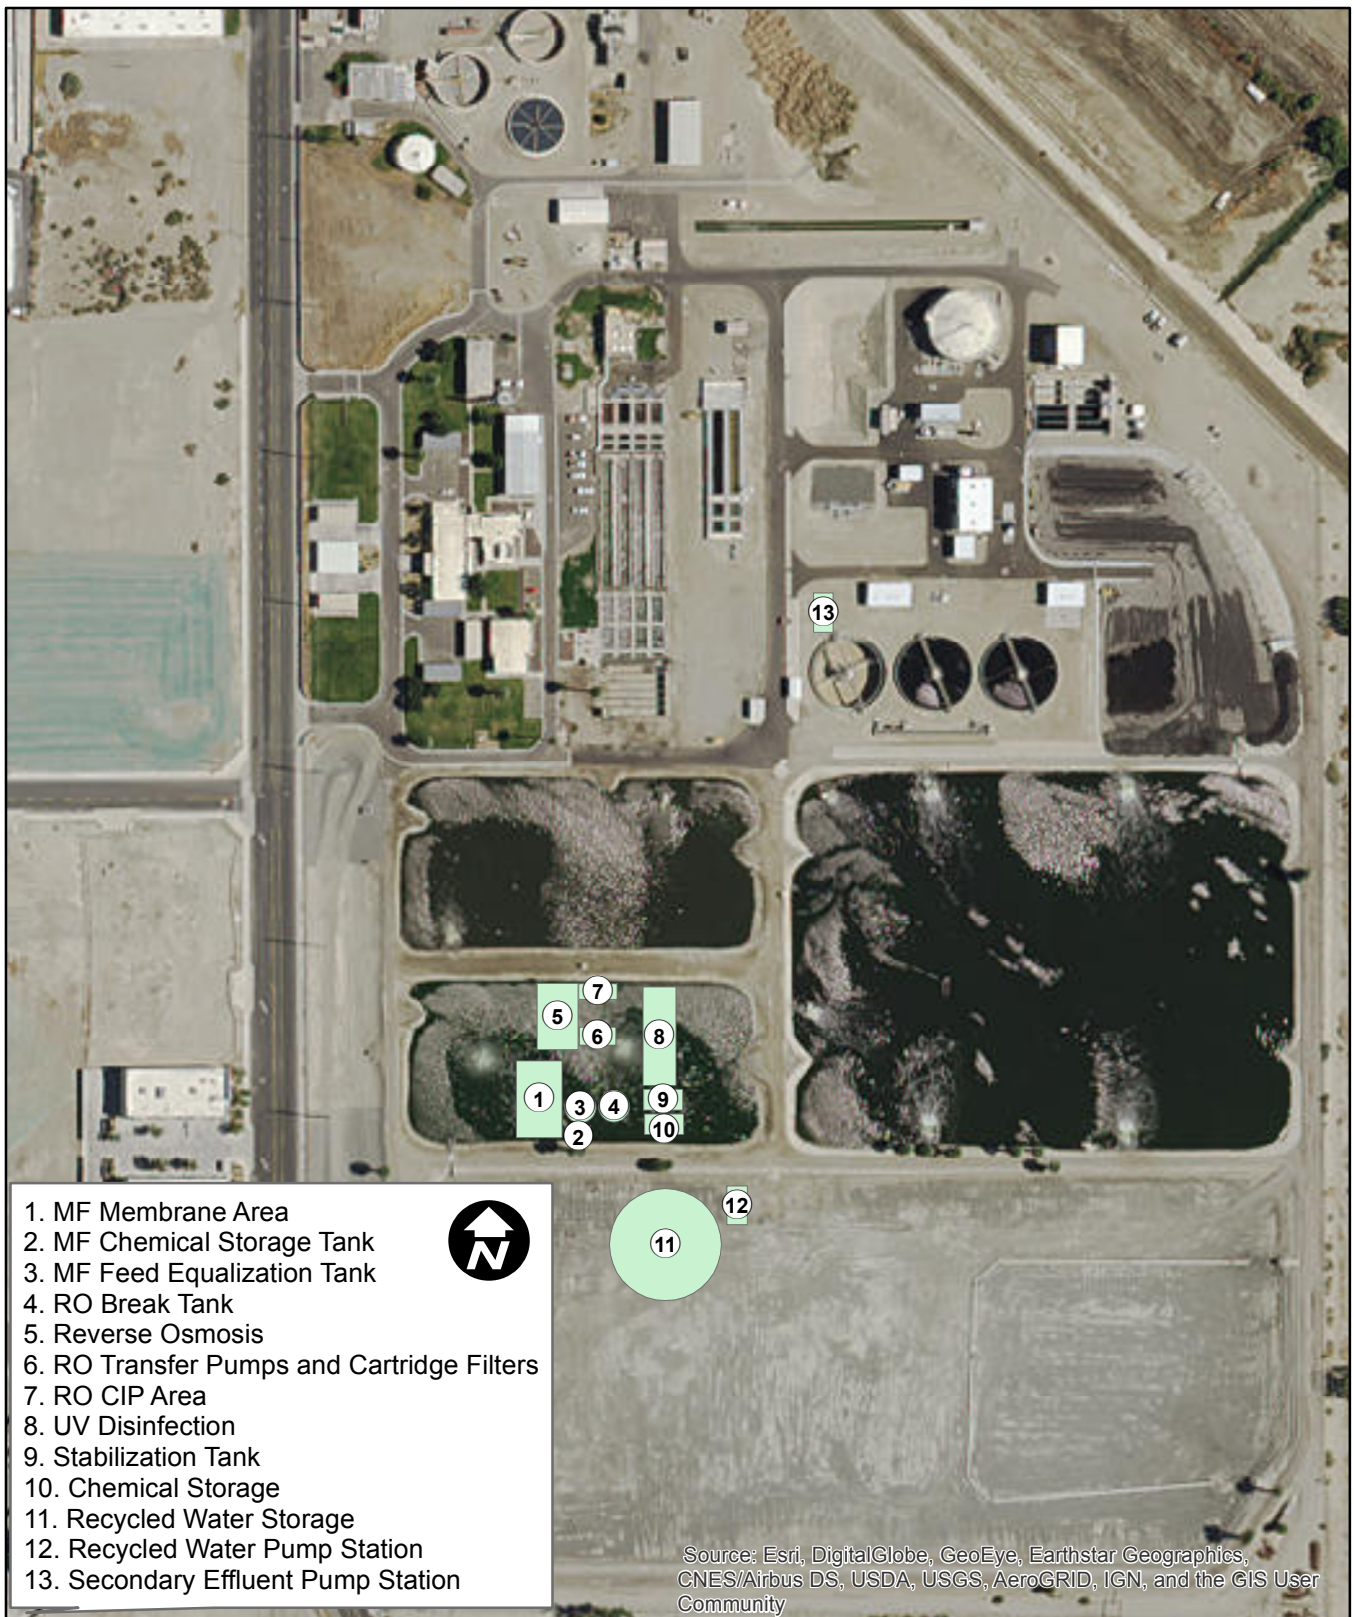 13
7
5
6
8
1
3
4
9
2
10
12
11
N
1. MF Membrane Area
2. MF Chemical Storage Tank
3. MF Feed Equalization Tank
4. RO Break Tank
5. Reverse Osmosis
6. RO Transfer Pumps and Cartridge Filters
7. RO CIP Area
8. UV Disinfection
9. Stabilization Tank
10. Chemical Storage
11. Recycled Water Storage
12. Recycled Water Pump Station
13. Secondary Effluent Pump Station
Source: Esri, DigitalGlobe, GeoEye, Earthstar Geographics,
CNES/Airbus DS, USDA, USGS, AeroGRID, IGN, and the GIS User
Community